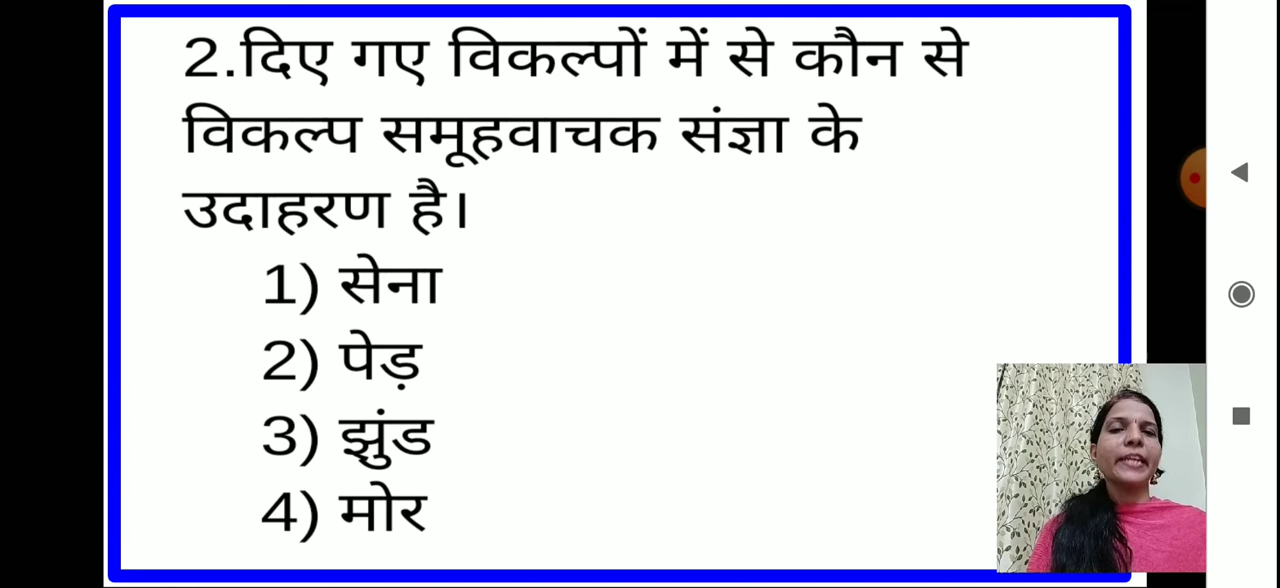 2.दिए गए विकल्पों में से कौन से
विकल्प समूहवाचक संज्ञा के
उदाहरण है।
1) सेना
2) पेड़
3) झुंड
4) मोर